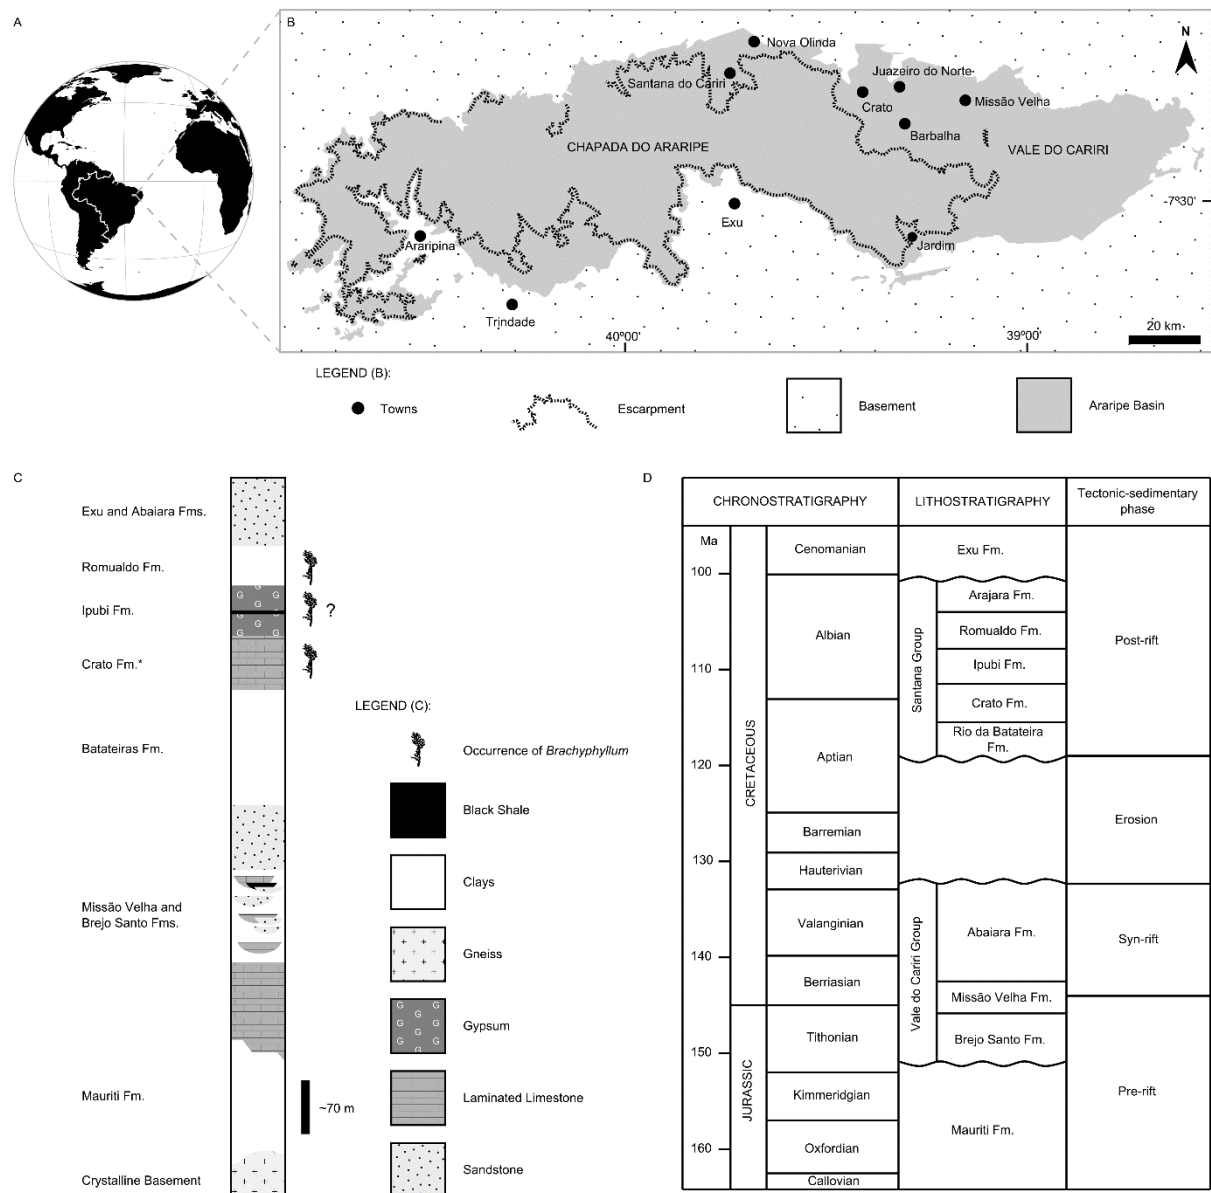 A
B
N
Nova Olinda
Santana do Cariri
Juazeiro do Norte
Crato
Missão Velha
Barbalha
CHAPADA DO ARARIPE
VALE DO CARIRI
-7º30'
Exu
Araripina
Jardim
Trindade
40º00'
39º00'
20 km
LEGEND (B):
Towns
Escarpment
Basement
Araripe Basin
C
Exu and Abaiara Fms.
Romualdo Fm.
Ipubi Fm.
G
G G
G
G G
G
G G
?
Crato Fm.*
Batateiras Fm.
Missão Velha and
Brejo Santo Fms.
Mauriti Fm.
~70 m
Crystalline Basement
LEGEND (C):
Occurrence of Brachyphyllum
Black Shale
Clays
Gneiss
G G G
G G
G G G
G G
G
Gypsum
Laminated Limestone
Sandstone
D
CHRONOSTRATIGRAPHY
LITHOSTRATIGRAPHY
Tectonic-sedimentary
phase
Ma
100
110
120
130
140
150
160
CRETACEOUS
JURASSIC
Cenomanian
Albian
Aptian
Barremian
Hauterivian
Valanginian
Berriasian
Tithonian
Kimmeridgian
Oxfordian
Callovian
Exu Fm.
Santana Group
Arajara Fm.
Romualdo Fm.
Ipubi Fm.
Crato Fm.
Rio da Batateira
Fm.
Vale do Cariri Group
Abaiara Fm.
Missão Velha Fm.
Brejo Santo Fm.
Mauriti Fm.
Post-rift
Erosion
Syn-rift
Pre-rift